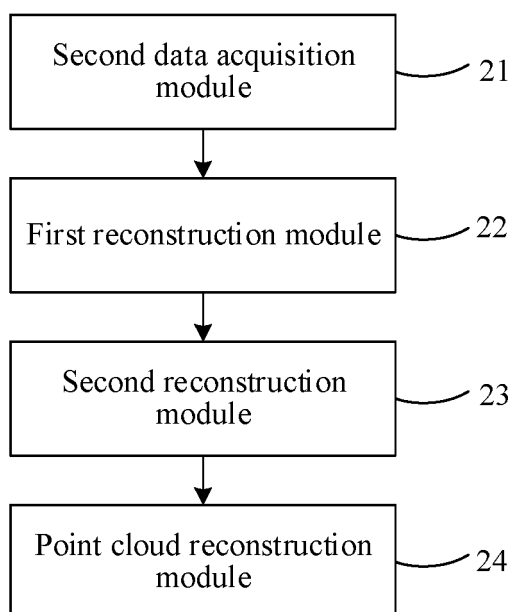 Second data acquisition
module
21
First reconstruction module
22
Second reconstruction
module
23
Point cloud reconstruction
module
24